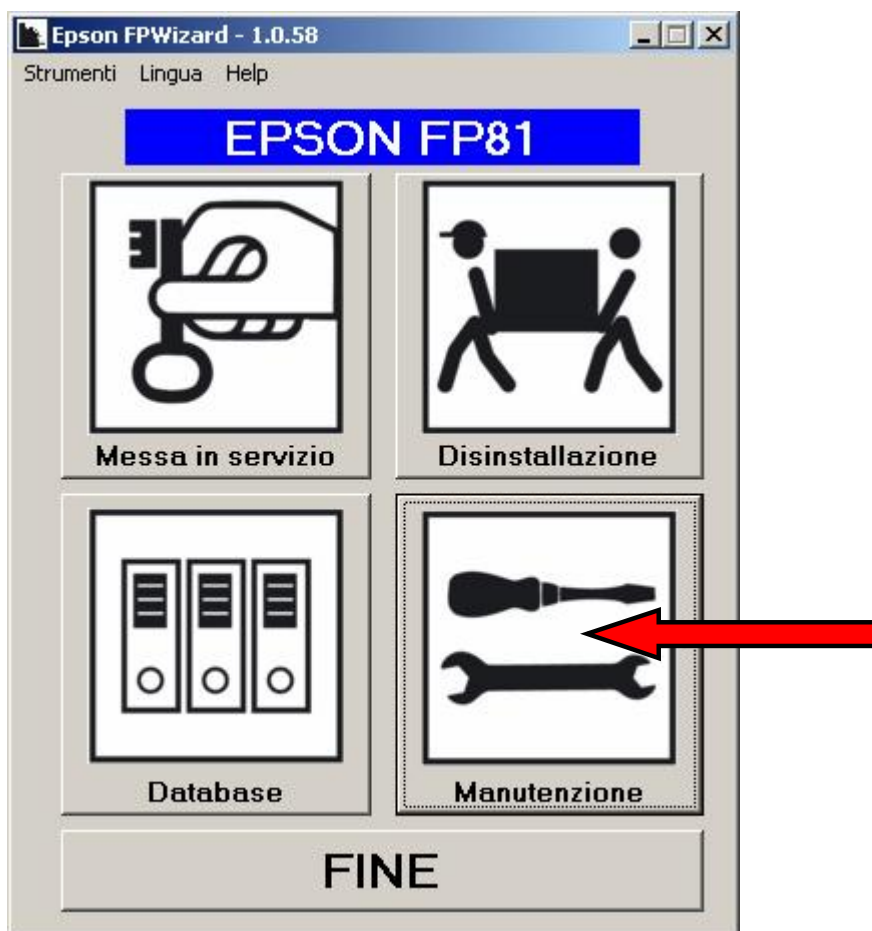 Epson FPWizard - 1.0.58
Strumenti Lingua Help
EPSON FP81
Messa in servizio
Disinstallazione
Database
Manutenzione
FINE